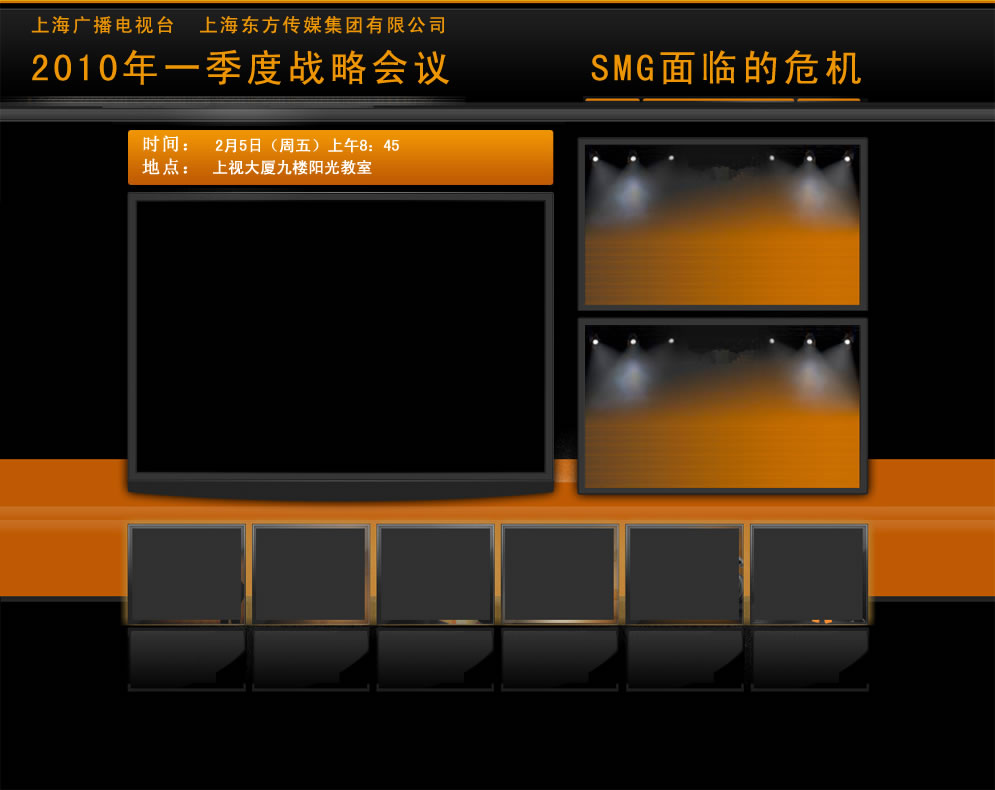 上海广播电视台 上海东方传媒集团有限公司
2010年一季度战略会议
SMG面临的危机
时间： 2月5日（周五）上午8：45
地点： 上视大厦九楼阳光教室